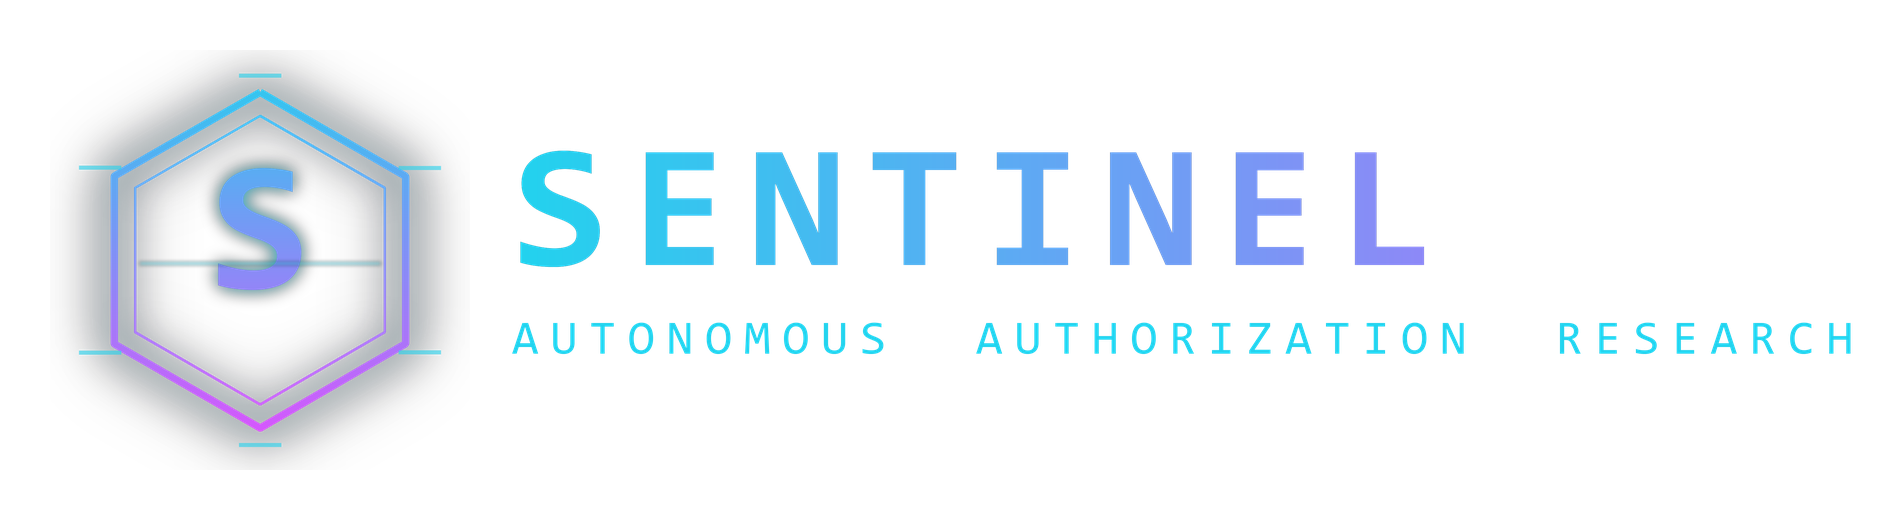 S
SENTINEL
AUTONOMOUS AUTHORIZATION RESEARCH